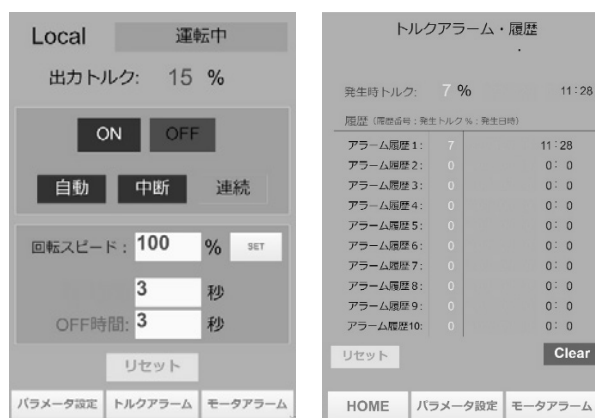 Local 運転中
出力トルク: 15 %
ON OFF
自動 中断 連続
回転スピード: 100 % SET
3 秒
OFF時間: 3 秒
リセット
パラメータ設定 トルクアラーム モータアラーム
トルクアラーム・履歴
発生時トルク: 7 % 11:28
履歴 (履歴番号:発生トルク%:発生日時)
アラーム履歴1: 7 11:28
アラーム履歴2: 0 0: 0
アラーム履歴3: 0 0: 0
アラーム履歴4: 0 0: 0
アラーム履歴5: 0 0: 0
アラーム履歴6: 0 0: 0
アラーム履歴7: 0 0: 0
アラーム履歴8: 0 0: 0
アラーム履歴9: 0 0: 0
アラーム履歴10: 0 0: 0
リセット Clear
HOME パラメータ設定 モータアラーム